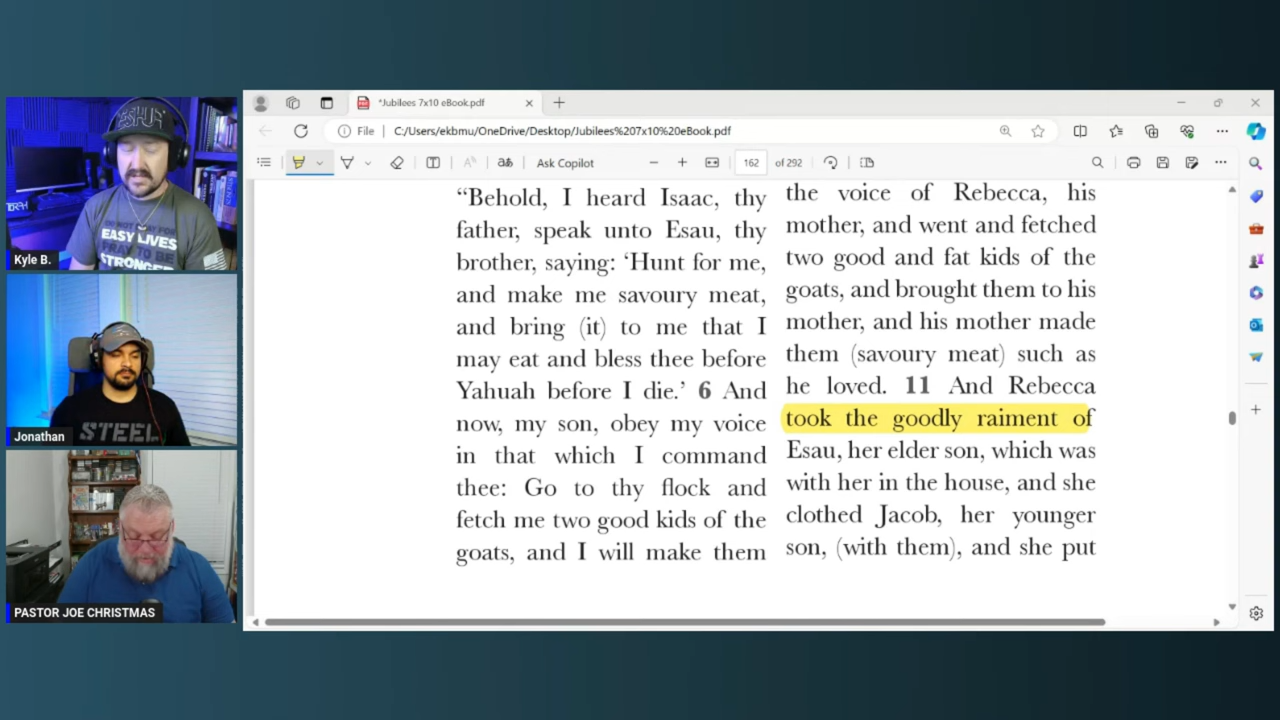 *Jubilees 7x10 eBook.pdf
File
C:/Users/ekbmu/OneDrive/Desktop/Jubilees%207x10%20eBook.pdf
Ask Copilot
162
of 292
“Behold, I heard Isaac, thy
father, speak unto Esau, thy
brother, saying: ‘Hunt for me,
and make me savoury meat,
and bring (it) to me that I
may eat and bless thee before
Yahuah before I die.’ 6 And
now, my son, obey my voice
in that which I command
thee: Go to thy flock and
fetch me two good kids of the
goats, and I will make them
the voice of Rebecca, his
mother, and went and fetched
two good and fat kids of the
goats, and brought them to his
mother, and his mother made
them (savoury meat) such as
he loved. 11 And Rebecca
took the goodly raiment of
Esau, her elder son, which was
with her in the house, and she
clothed Jacob, her younger
son, (with them), and she put
EASY LIVES
STRONGER
Kyle B.
STEEL
Jonathan
PASTOR JOE CHRISTMAS